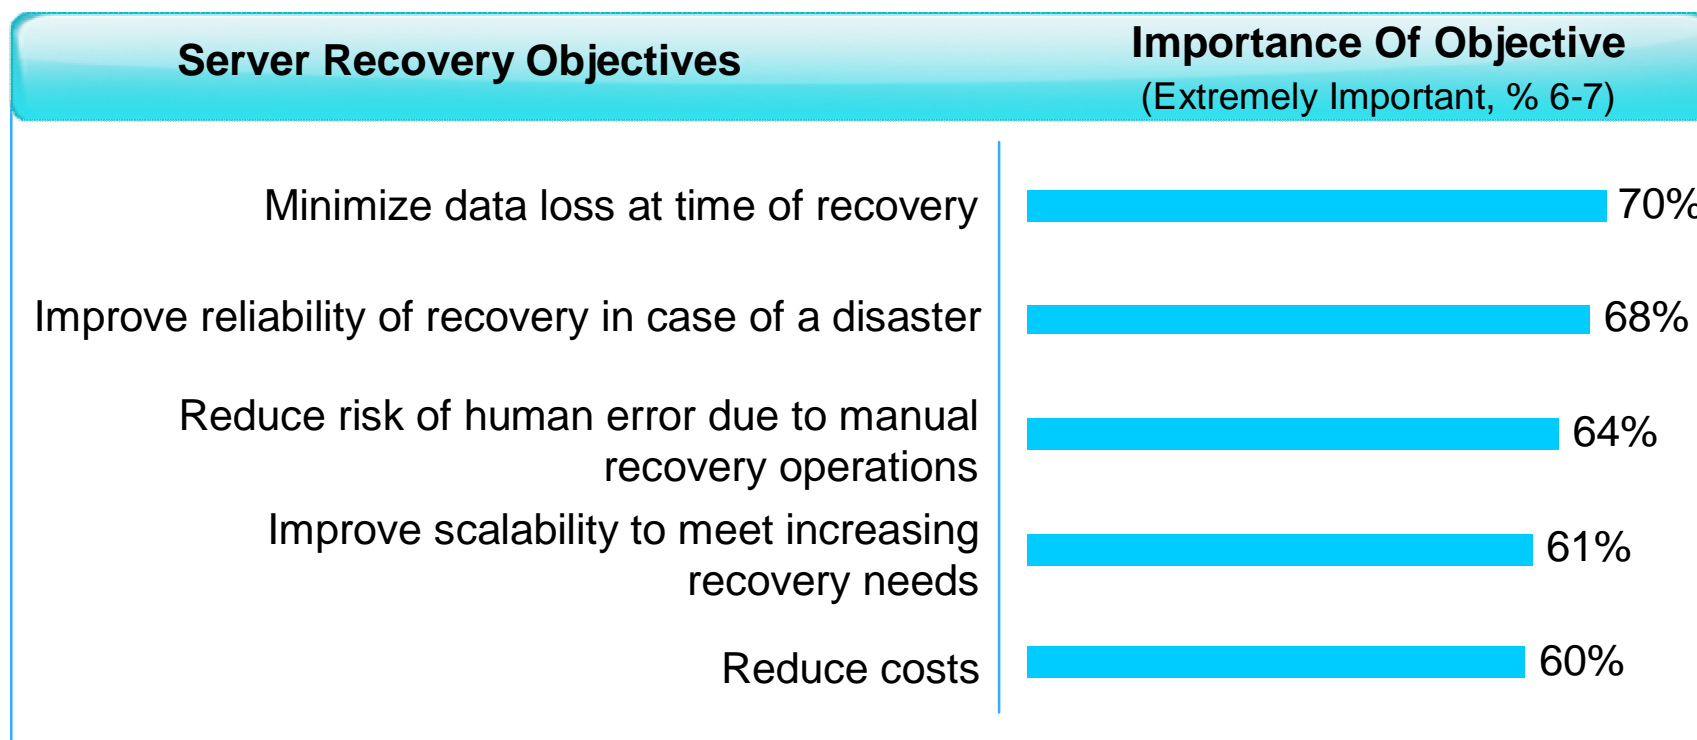 Server Recovery Objectives
Importance Of Objective
(Extremely Important, % 6-7)
Minimize data loss at time of recovery
70%
Improve reliability of recovery in case of a disaster
68%
Reduce risk of human error due to manual
recovery operations
64%
Improve scalability to meet increasing
recovery needs
61%
Reduce costs
60%